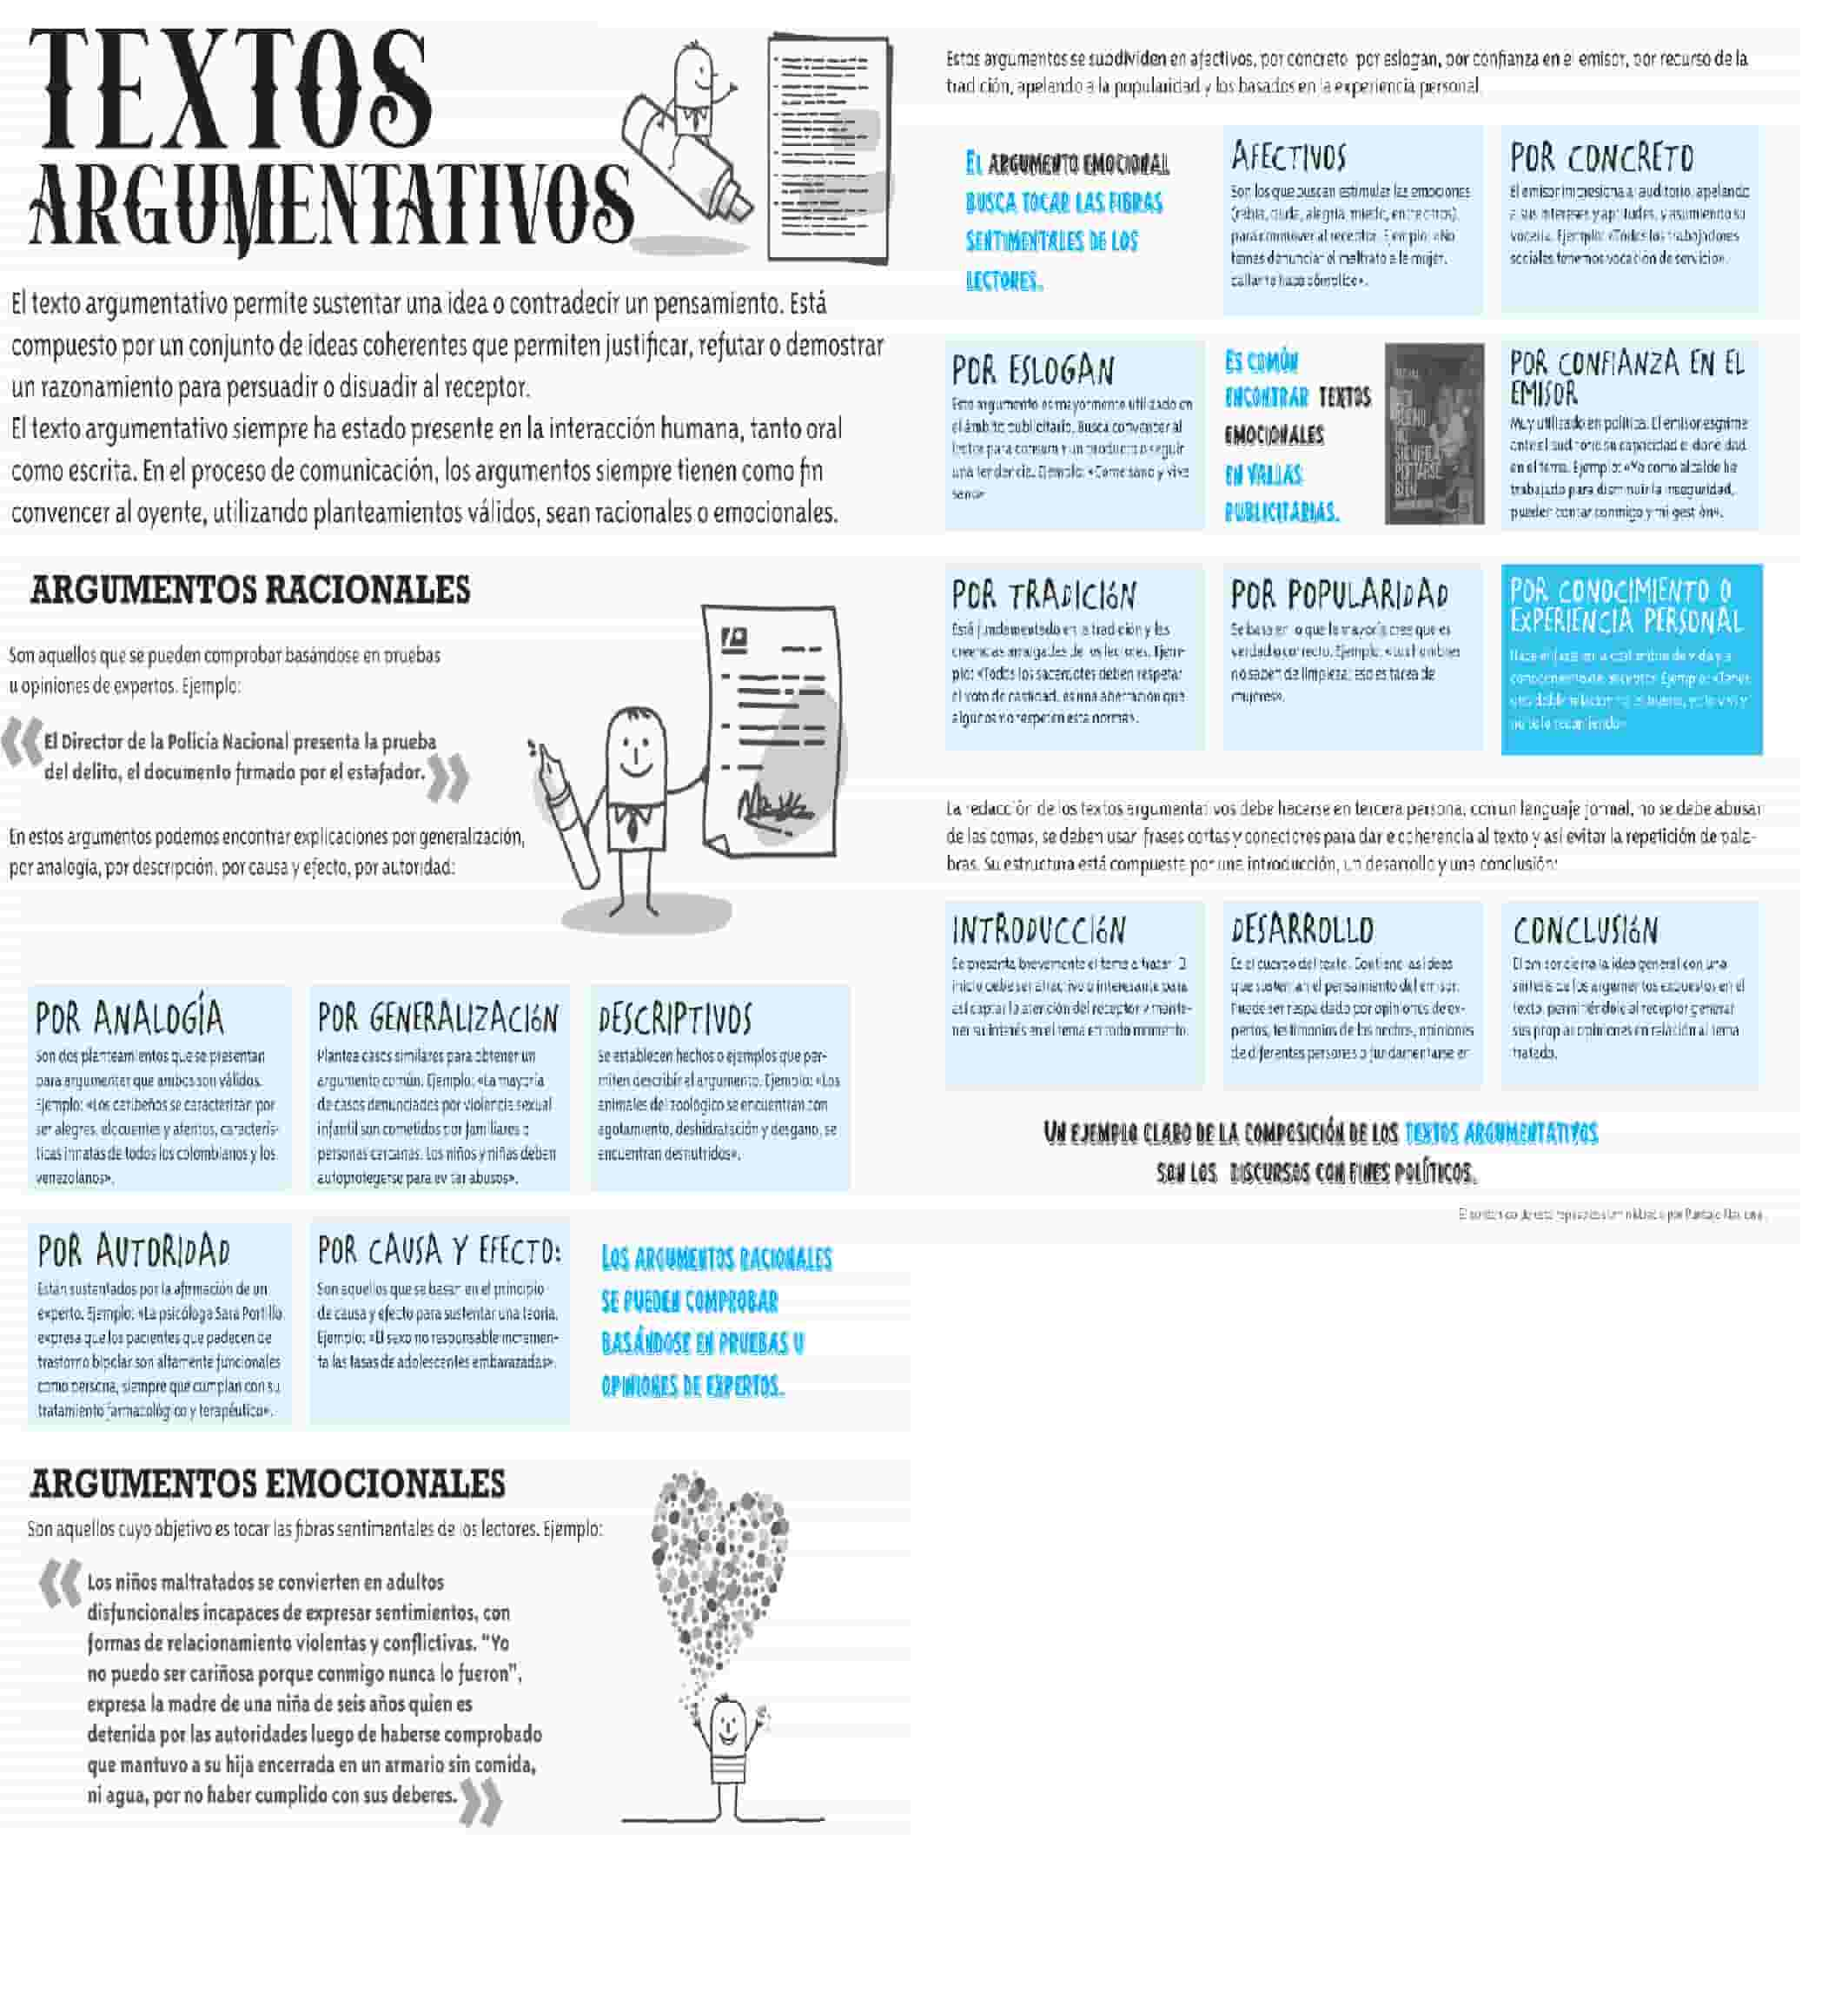 TEXTOS
ARGUMENTATIVOS
El texto argumentativo permite sustentar una idea o contradecir un pensamiento. Está
compuesto por un conjunto de ideas coherentes que permiten justificar, refutar o demostrar
un razonamiento para persuadir o disuadir al receptor.
El texto argumentativo siempre ha estado presente en la interacción humana, tanto oral
como escrita. En el proceso de comunicación, los argumentos siempre tienen como fin
convencer al oyente, utilizando planteamientos válidos, sean racionales o emocionales.
ARGUMENTOS RACIONALES
Son aquellos que se pueden comprobar basándose en pruebas
u opiniones de expertos. Ejemplo:
« El Director de la Policía Nacional presenta la prueba
del delito, el documento firmado por el estafador. »
En estos argumentos podemos encontrar explicaciones por generalización,
por analogía, por descripción, por causa y efecto, por autoridad:
POR ANALOGÍA
Son dos planteamientos que se presentan
para argumentar que ambos son válidos.
Ejemplo: «Los caribeños se caracterizan por
ser alegres, elocuentes y atentos, caracterís-
ticas innatas de todos los colombianos y los
venezolanos».
POR GENERALIZACIÓN
Plantea casos similares para obtener un
argumento común. Ejemplo: «La mayoría
de casos denunciados por violencia sexual
infantil son cometidos por familiares o
personas cercanas. Los niños y niñas deben
autoprotegerse para evitar abusos».
DESCRIPTIVOS
Se establecen hechos o ejemplos que per-
miten describir el argumento. Ejemplo: «Los
animales del zoológico se encuentran con
agotamiento, deshidratación y desgano, se
encuentran desnutridos».
POR AUTORIDAD
Están sustentados por la afirmación de un
experto. Ejemplo: «La psicóloga Sara Portillo
expresa que los pacientes que padecen de
trastorno bipolar son altamente funcionales
como persona, siempre que cumplan con su
tratamiento farmacológico y terapéutico».
POR CAUSA Y EFECTO:
Son aquellos que se basan en el principio
de causa y efecto para sustentar una teoría.
Ejemplo: «El sexo no responsable incremen-
ta las tasas de adolescentes embarazadas».
LOS ARGUMENTOS RACIONALES
SE PUEDEN COMPROBAR
BASÁNDOSE EN PRUEBAS U
OPINIONES DE EXPERTOS.
ARGUMENTOS EMOCIONALES
Son aquellos cuyo objetivo es tocar las fibras sentimentales de los lectores. Ejemplo:
« Los niños maltratados se convierten en adultos
disfuncionales incapaces de expresar sentimientos, con
formas de relacionamiento violentas y conflictivas. "Yo
no puedo ser cariñosa porque conmigo nunca lo fueron",
expresa la madre de una niña de seis años quien es
detenida por las autoridades luego de haberse comprobado
que mantuvo a su hija encerrada en un armario sin comida,
ni agua, por no haber cumplido con sus deberes. »
Estos argumentos se subdividen en afectivos, por concreto, por eslogan, por confianza en el emisor, por recurso de la
tradición, apelando a la popularidad y los basados en la experiencia personal.
EL ARGUMENTO EMOCIONAL
BUSCA TOCAR LAS FIBRAS
SENTIMENTALES DE LOS
LECTORES.
AFECTIVOS
Son los que buscan estimular las emociones
(rabia, duda, alegría, miedo, entre otros),
para conmover al receptor. Ejemplo: «No
temas denunciar el maltrato a la mujer,
callar te hace cómplice».
POR CONCRETO
El emisor impresiona al auditorio, apelando
a sus intereses y aptitudes, y asumiendo su
vocería. Ejemplo: «Todos los trabajadores
sociales tenemos vocación de servicio».
POR ESLOGAN
Este argumento es mayormente utilizado en
el ámbito publicitario. Busca convencer al
lector para consumir un producto o seguir
una tendencia. Ejemplo: «Come sano y vive
sano»
ES COMÚN
ENCONTRAR TEXTOS
EMOCIONALES
EN VALLAS
PUBLICITARIAS.
SIGNIFICA
PORTARSE
BIEN
POR CONFIANZA EN EL
EMISOR
Muy utilizado en política. El emisor esgrime
ante el auditorio su capacidad e idoneidad
en el tema. Ejemplo: «Yo como alcalde he
trabajado para disminuir la inseguridad,
pueden contar conmigo y mi gestión».
POR TRADICIÓN
Está fundamentado en la tradición y las
creencias arraigadas de los lectores. Ejem-
plo: «Todos los sacerdotes deben respetar
el voto de castidad, es una aberración que
algunos no respeten esta norma».
POR POPULARIDAD
Se basa en lo que la mayoría cree que es
verdad o correcto. Ejemplo: «Los hombres
no saben de limpieza, eso es tarea de
mujeres».
POR CONOCIMIENTO O
EXPERIENCIA PERSONAL
conocimiento del receptor. Ejemplo:
La redacción de los textos argumentativos debe hacerse en tercera persona, con un lenguaje formal, no se debe abusar
de las comas, se deben usar frases cortas y conectores para darle coherencia al texto y así evitar la repetición de pala-
bras. Su estructura está compuesta por una introducción, un desarrollo y una conclusión:
INTRODUCCIÓN
Se presenta brevemente el tema a tratar. El
inicio debe ser atractivo o interesante para
así captar la atención del receptor y mante-
ner su interés en el tema en todo momento.
DESARROLLO
Es el cuerpo del texto. Contiene las ideas
que sustentan el pensamiento del emisor.
Puede ser respaldado por opiniones de ex-
pertos, testimonios de los hechos, opiniones
de diferentes personas o fundamentarse en
CONCLUSIÓN
El emisor cierra la idea general con una
síntesis de los argumentos expuestos en el
texto, permitiéndole al receptor generar
sus propias opiniones en relación al tema
tratado.
UN EJEMPLO CLARO DE LA COMPOSICIÓN DE LOS TEXTOS ARGUMENTATIVOS
SON LOS DISCURSOS CON FINES POLÍTICOS.